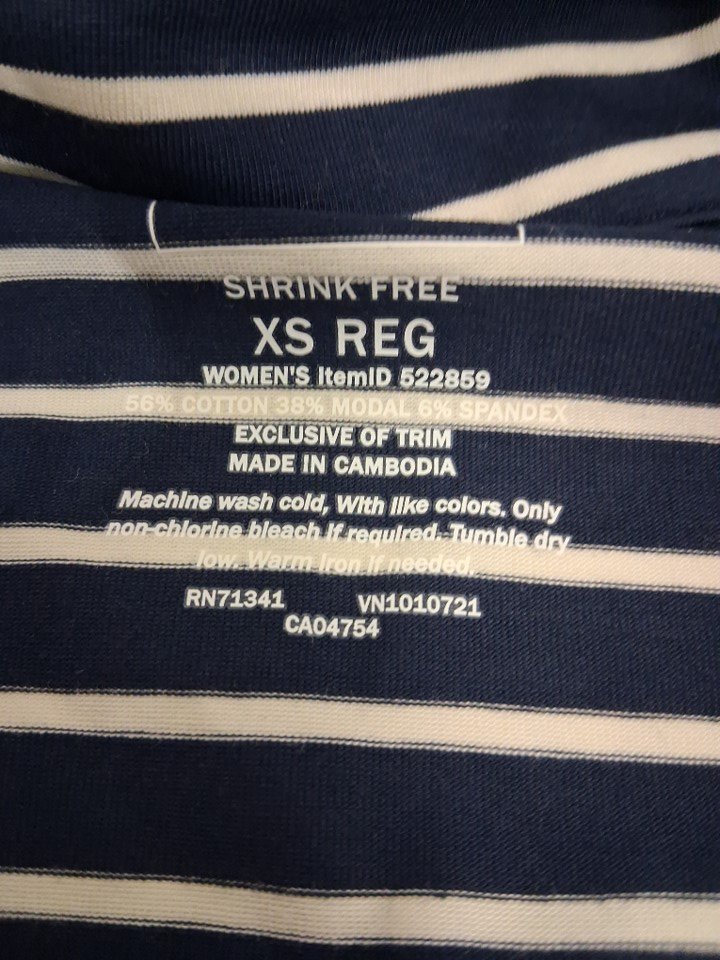 SHRINK FREE
XS REG
WOMEN'S ItemID 522859
56% COTTON 38% MODAL 6% SPANDEX
EXCLUSIVE OF TRIM
MADE IN CAMBODIA
Machine wash cold, With like colors. Only
non-chlorine bleach if required. Tumble dry
low. Warm Iron if needed.
RN71341 VN1010721
CA04754